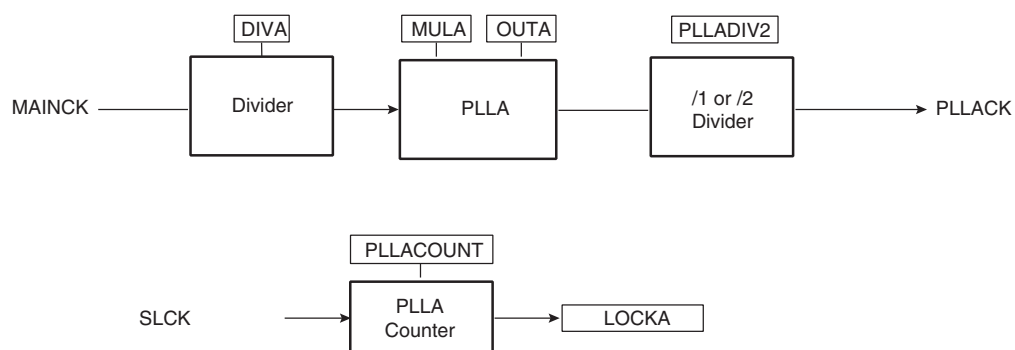 DIVA
MULA
OUTA
PLLADIV2
MAINCK
Divider
PLLA
/1 or /2
Divider
PLLACK
PLLACOUNT
SLCK
PLLA
Counter
LOCKA